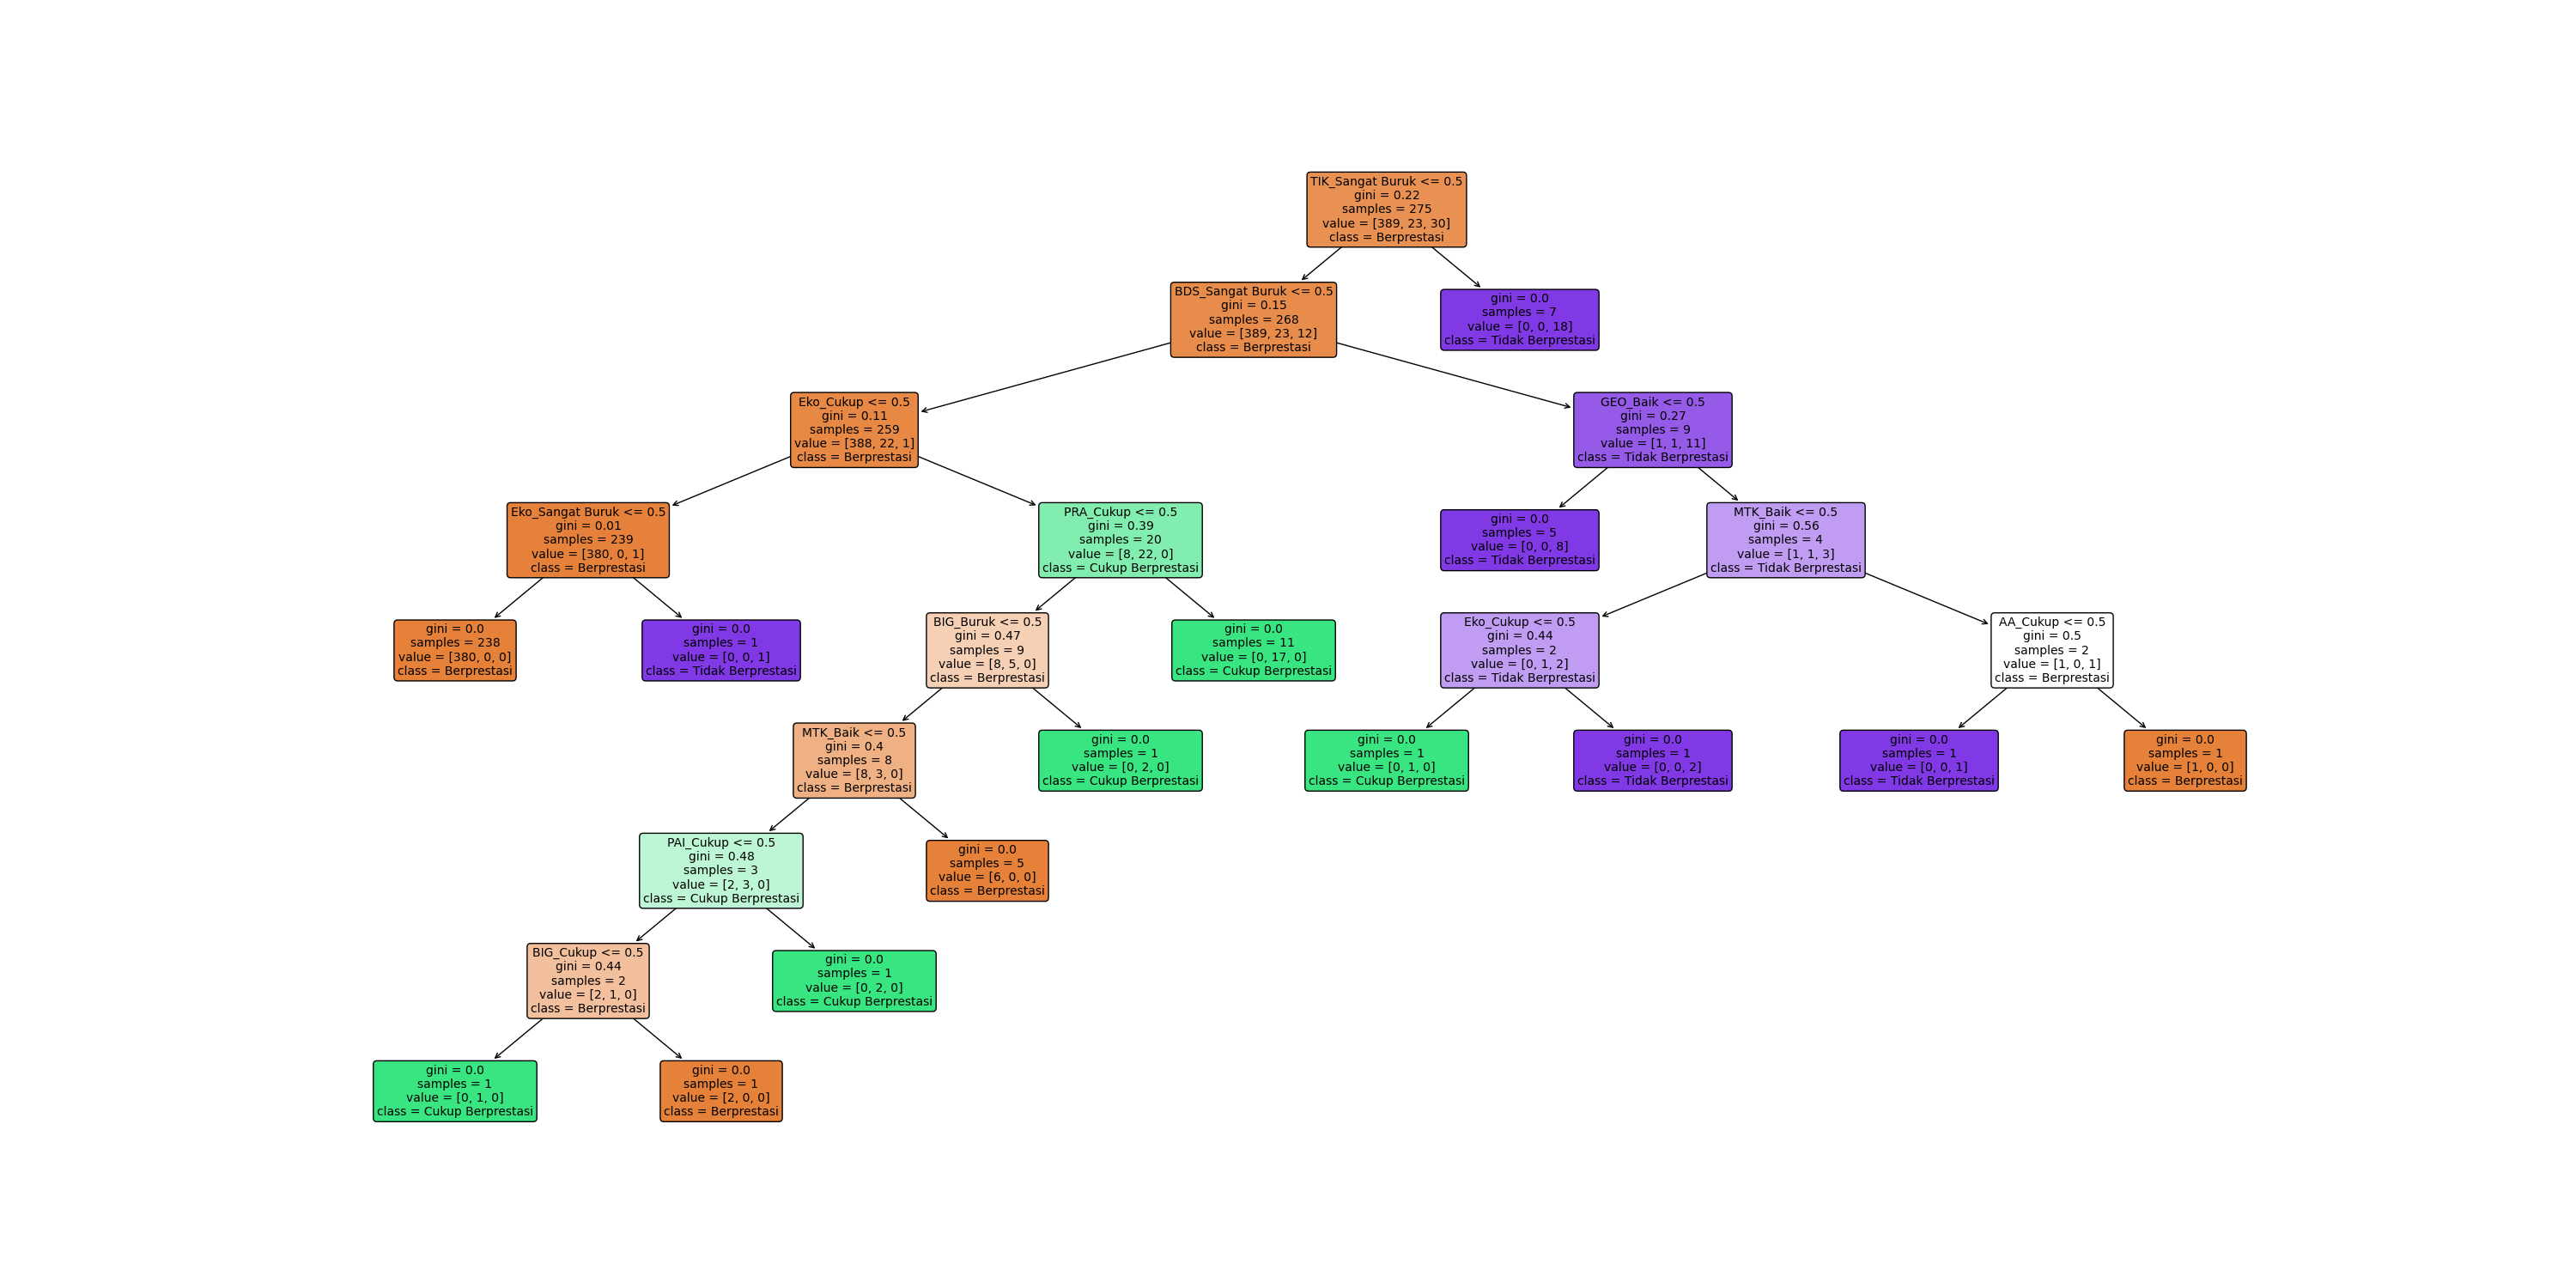 TIK_Sangat Buruk <= 0.5
gini = 0.22
samples = 275
value = [389, 23, 30]
class = Berprestasi
BDS_Sangat Buruk <= 0.5
gini = 0.15
samples = 268
value = [389, 23, 12]
class = Berprestasi
gini = 0.0
samples = 7
value = [0, 0, 18]
class = Tidak Berprestasi
Eko_Cukup <= 0.5
gini = 0.11
samples = 259
value = [388, 22, 1]
class = Berprestasi
GEO_Baik <= 0.5
gini = 0.27
samples = 9
value = [1, 1, 11]
class = Tidak Berprestasi
Eko_Sangat Buruk <= 0.5
gini = 0.01
samples = 239
value = [380, 0, 1]
class = Berprestasi
PRA_Cukup <= 0.5
gini = 0.39
samples = 20
value = [8, 22, 0]
class = Cukup Berprestasi
gini = 0.0
samples = 5
value = [0, 0, 8]
class = Tidak Berprestasi
MTK_Baik <= 0.5
gini = 0.56
samples = 4
value = [1, 1, 3]
class = Tidak Berprestasi
gini = 0.0
samples = 238
value = [380, 0, 0]
class = Berprestasi
gini = 0.0
samples = 1
value = [0, 0, 1]
class = Tidak Berprestasi
BIG_Buruk <= 0.5
gini = 0.47
samples = 9
value = [8, 5, 0]
class = Berprestasi
gini = 0.0
samples = 11
value = [0, 17, 0]
class = Cukup Berprestasi
Eko_Cukup <= 0.5
gini = 0.44
samples = 2
value = [0, 1, 2]
class = Tidak Berprestasi
AA_Cukup <= 0.5
gini = 0.5
samples = 2
value = [1, 0, 1]
class = Berprestasi
MTK_Baik <= 0.5
gini = 0.4
samples = 8
value = [8, 3, 0]
class = Berprestasi
gini = 0.0
samples = 1
value = [0, 2, 0]
class = Cukup Berprestasi
gini = 0.0
samples = 1
value = [0, 1, 0]
class = Cukup Berprestasi
gini = 0.0
samples = 1
value = [0, 0, 2]
class = Tidak Berprestasi
gini = 0.0
samples = 1
value = [0, 0, 1]
class = Tidak Berprestasi
gini = 0.0
samples = 1
value = [1, 0, 0]
class = Berprestasi
PAI_Cukup <= 0.5
gini = 0.48
samples = 3
value = [2, 3, 0]
class = Cukup Berprestasi
gini = 0.0
samples = 5
value = [6, 0, 0]
class = Berprestasi
BIG_Cukup <= 0.5
gini = 0.44
samples = 2
value = [2, 1, 0]
class = Berprestasi
gini = 0.0
samples = 1
value = [0, 2, 0]
class = Cukup Berprestasi
gini = 0.0
samples = 1
value = [0, 1, 0]
class = Cukup Berprestasi
gini = 0.0
samples = 1
value = [2, 0, 0]
class = Berprestasi